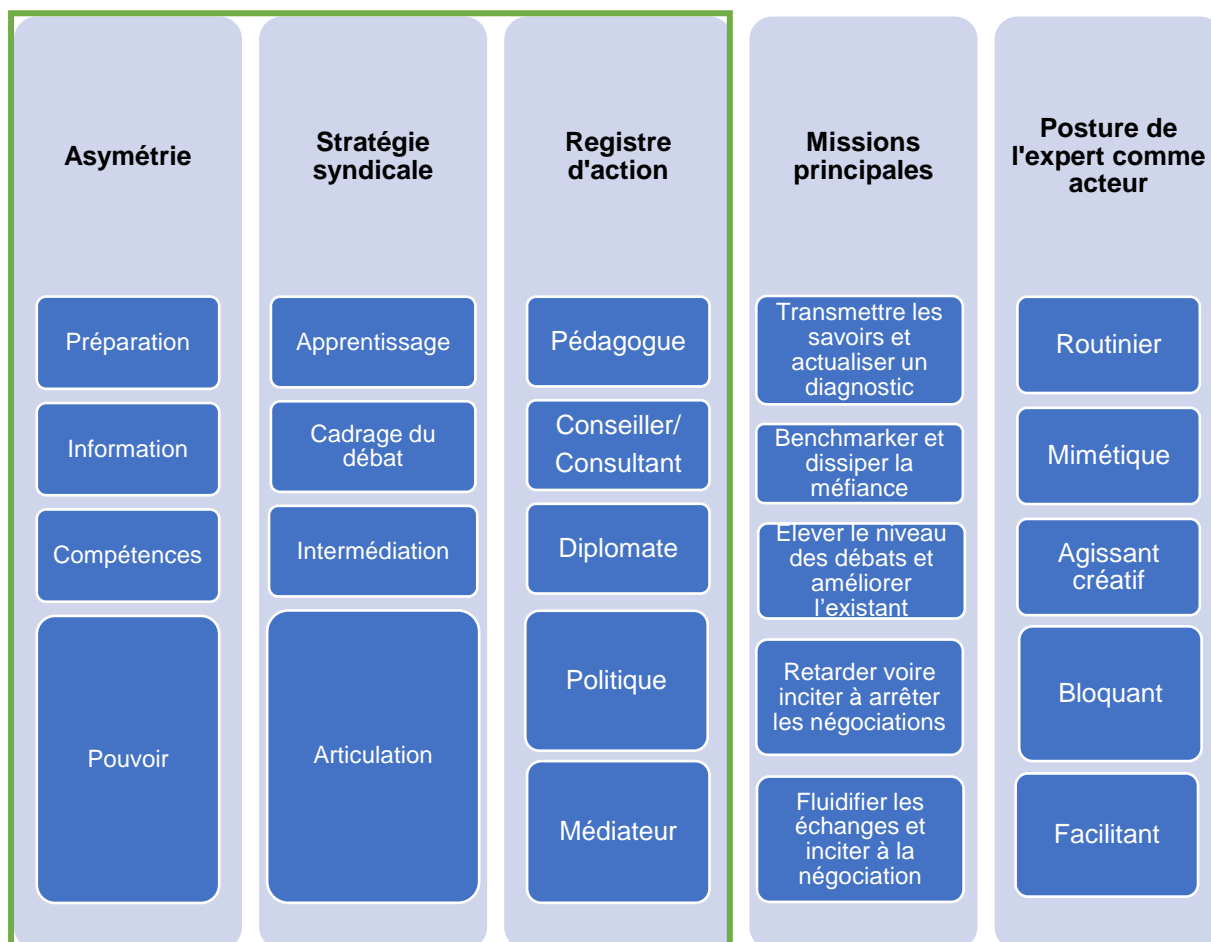 Asymétrie
Stratégie
syndicale
Registre
d'action
Missions
principales
Posture de
l'expert comme
acteur
Préparation
Apprentissage
Pédagogue
Transmettre les
savoirs et
actualiser un
diagnostic
Routinier
Information
Cadrage du
débat
Conseiller/
Consultant
Benchmarker et
dissiper la
méfiance
Mimétique
Compétences
Intermédiation
Diplomate
Elever le niveau
des débats et
améliorer
l’existant
Agissant
créatif
Pouvoir
Articulation
Politique
Retarder voire
inciter à arrêter
les négociations
Bloquant
Médiateur
Fluidifier les
échanges et
inciter à la
négociation
Facilitant